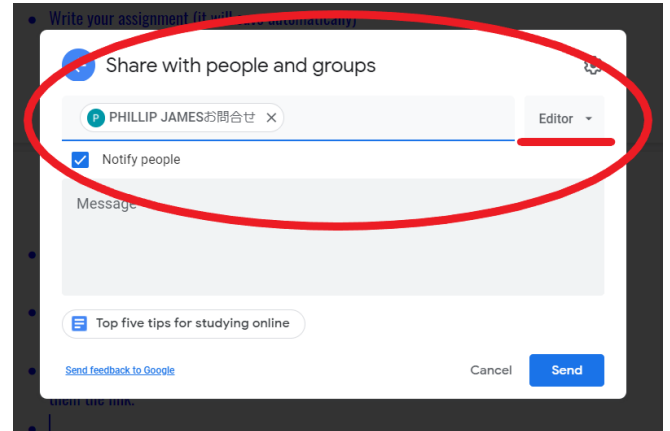 Write your assignment (it will save automatically)
Share with people and groups
P PHILLIP JAMESお問合せ ×
Editor
Notify people
Message
Top five tips for studying online
Send feedback to Google
Cancel
Send
them the link.